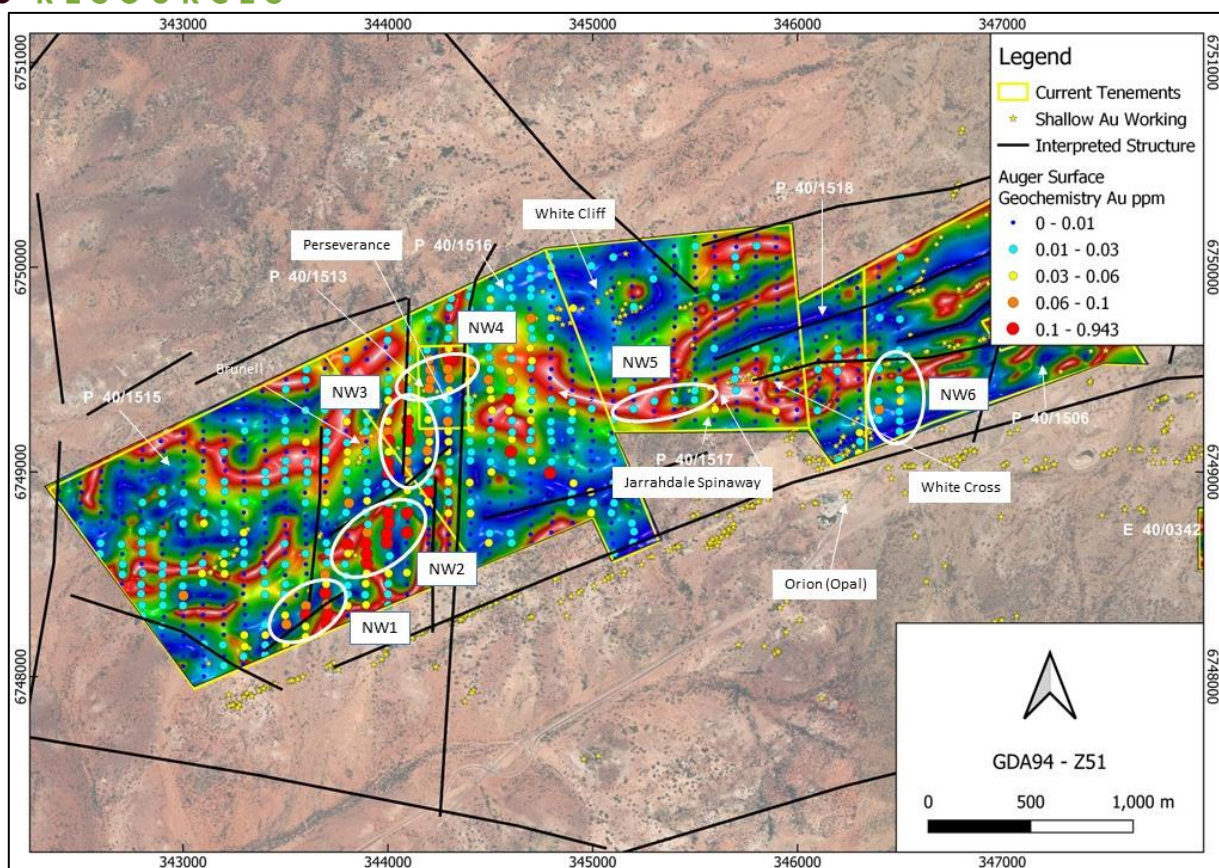 RESOURCES
343000 344000 345000 346000 347000
6751000
6751000
Legend
Current Tenements
Shallow Au Working
Interpreted Structure
Auger Surface
Geochemistry Au ppm
0 - 0.01
0.01 - 0.03
0.03 - 0.06
0.06 - 0.1
0.1 - 0.943
P 40/1518
White Cliff
Perseverance
P 40/1516
P 40/1513
6750000
6750000
NW4
NW5
NW3
Brunell
P 40/1515
NW6
P 40/1506
P 40/1517
Jarrahdale Spinaway
White Cross
6749000
6749000
E 40/0342
NW2
Orion (Opal)
NW1
6748000
6748000
GDA94 - Z51
0 500 1,000 m
343000 344000 345000 346000 347000